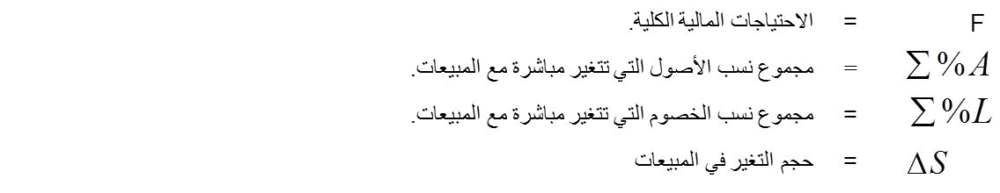 F = الاحتياجات المالية الكلية.
∑%A = مجموع نسب الأصول التي تتغير مباشرة مع المبيعات.
∑%L = مجموع نسب الخصوم التي تتغير مباشرة مع المبيعات.
ΔS = حجم التغير في المبيعات